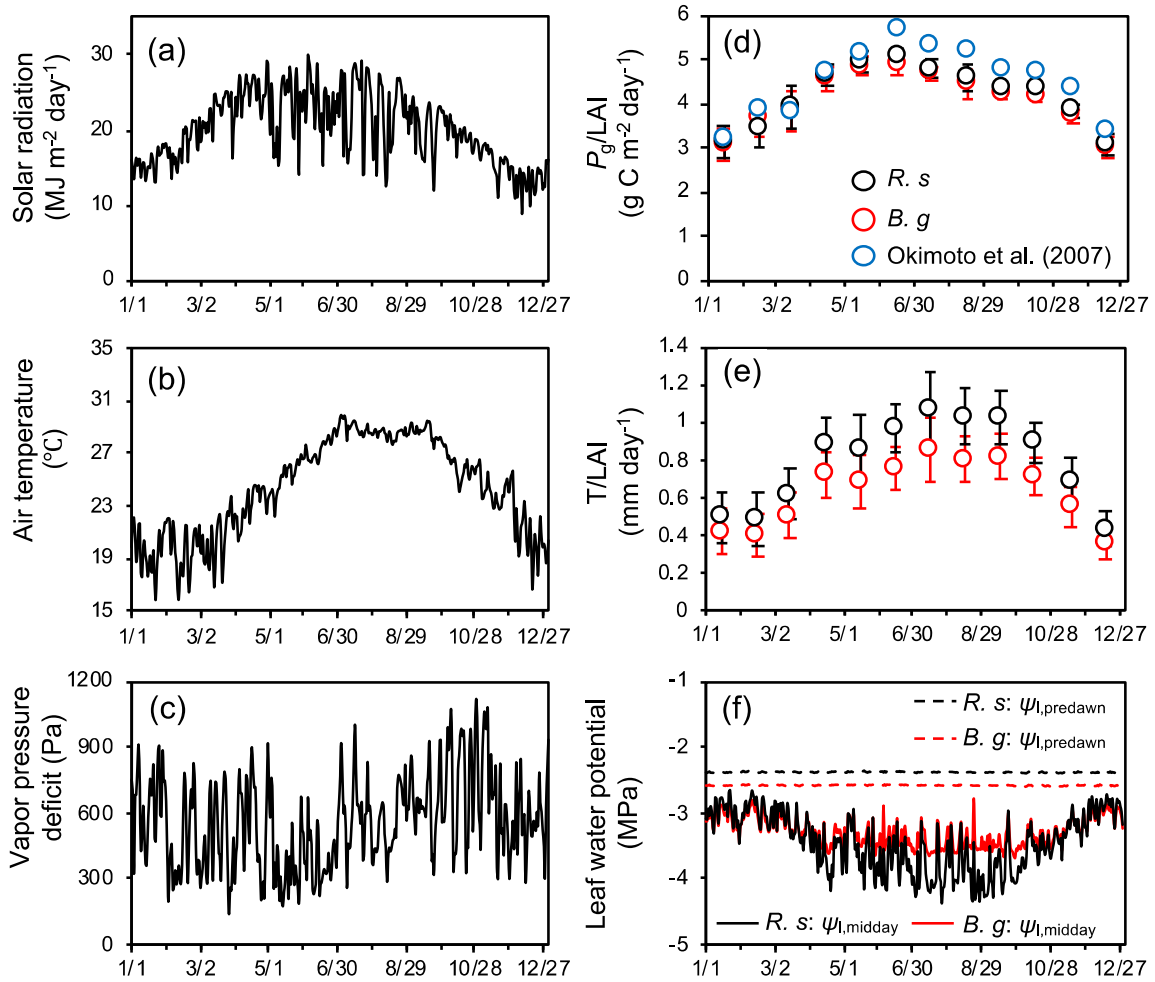 (a)
Solar radiation
(MJ m-2 day-1)
30
20
10
0
1/1 3/2 5/1 6/30 8/29 10/28 12/27
(d)
Pg/LAI
(g C m-2 day-1)
6
5
4
3
2
1
0
R. s
B. g
Okimoto et al. (2007)
1/1 3/2 5/1 6/30 8/29 10/28 12/27
(b)
Air temperature
(℃)
35
31
27
23
19
15
1/1 3/2 5/1 6/30 8/29 10/28 12/27
(e)
T/LAI
(mm day-1)
1.4
1.2
1
0.8
0.6
0.4
0.2
0
1/1 3/2 5/1 6/30 8/29 10/28 12/27
(c)
Vapor pressure
deficit (Pa)
1200
900
600
300
0
1/1 3/2 5/1 6/30 8/29 10/28 12/27
(f)
Leaf water potential
(MPa)
-1
-2
-3
-4
-5
R. s: ψl,predawn
B. g: ψl,predawn
R. s: ψl,midday B. g: ψl,midday
1/1 3/2 5/1 6/30 8/29 10/28 12/27